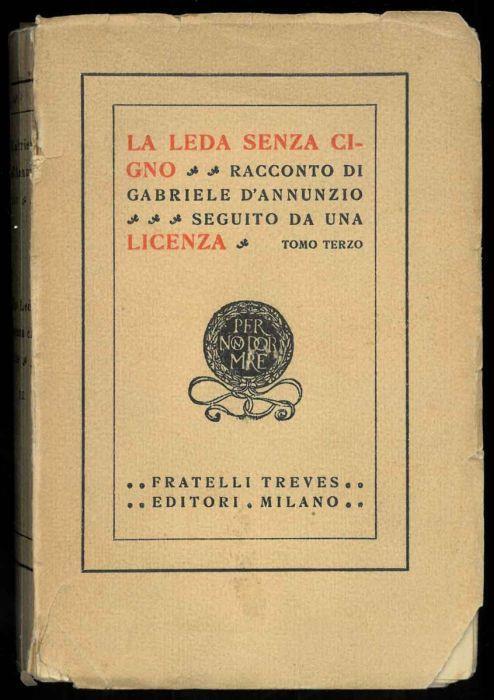 LA LEDA SENZA CI-
GNO RACCONTO DI
GABRIELE D'ANNUNZIO
SEGUITO DA UNA
LICENZA TOMO TERZO
PER
NON DOR
MIRE
..FRATELLI TREVES..
..EDITORI . MILANO..